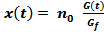 x(t) = n₀ G(t)/G_f